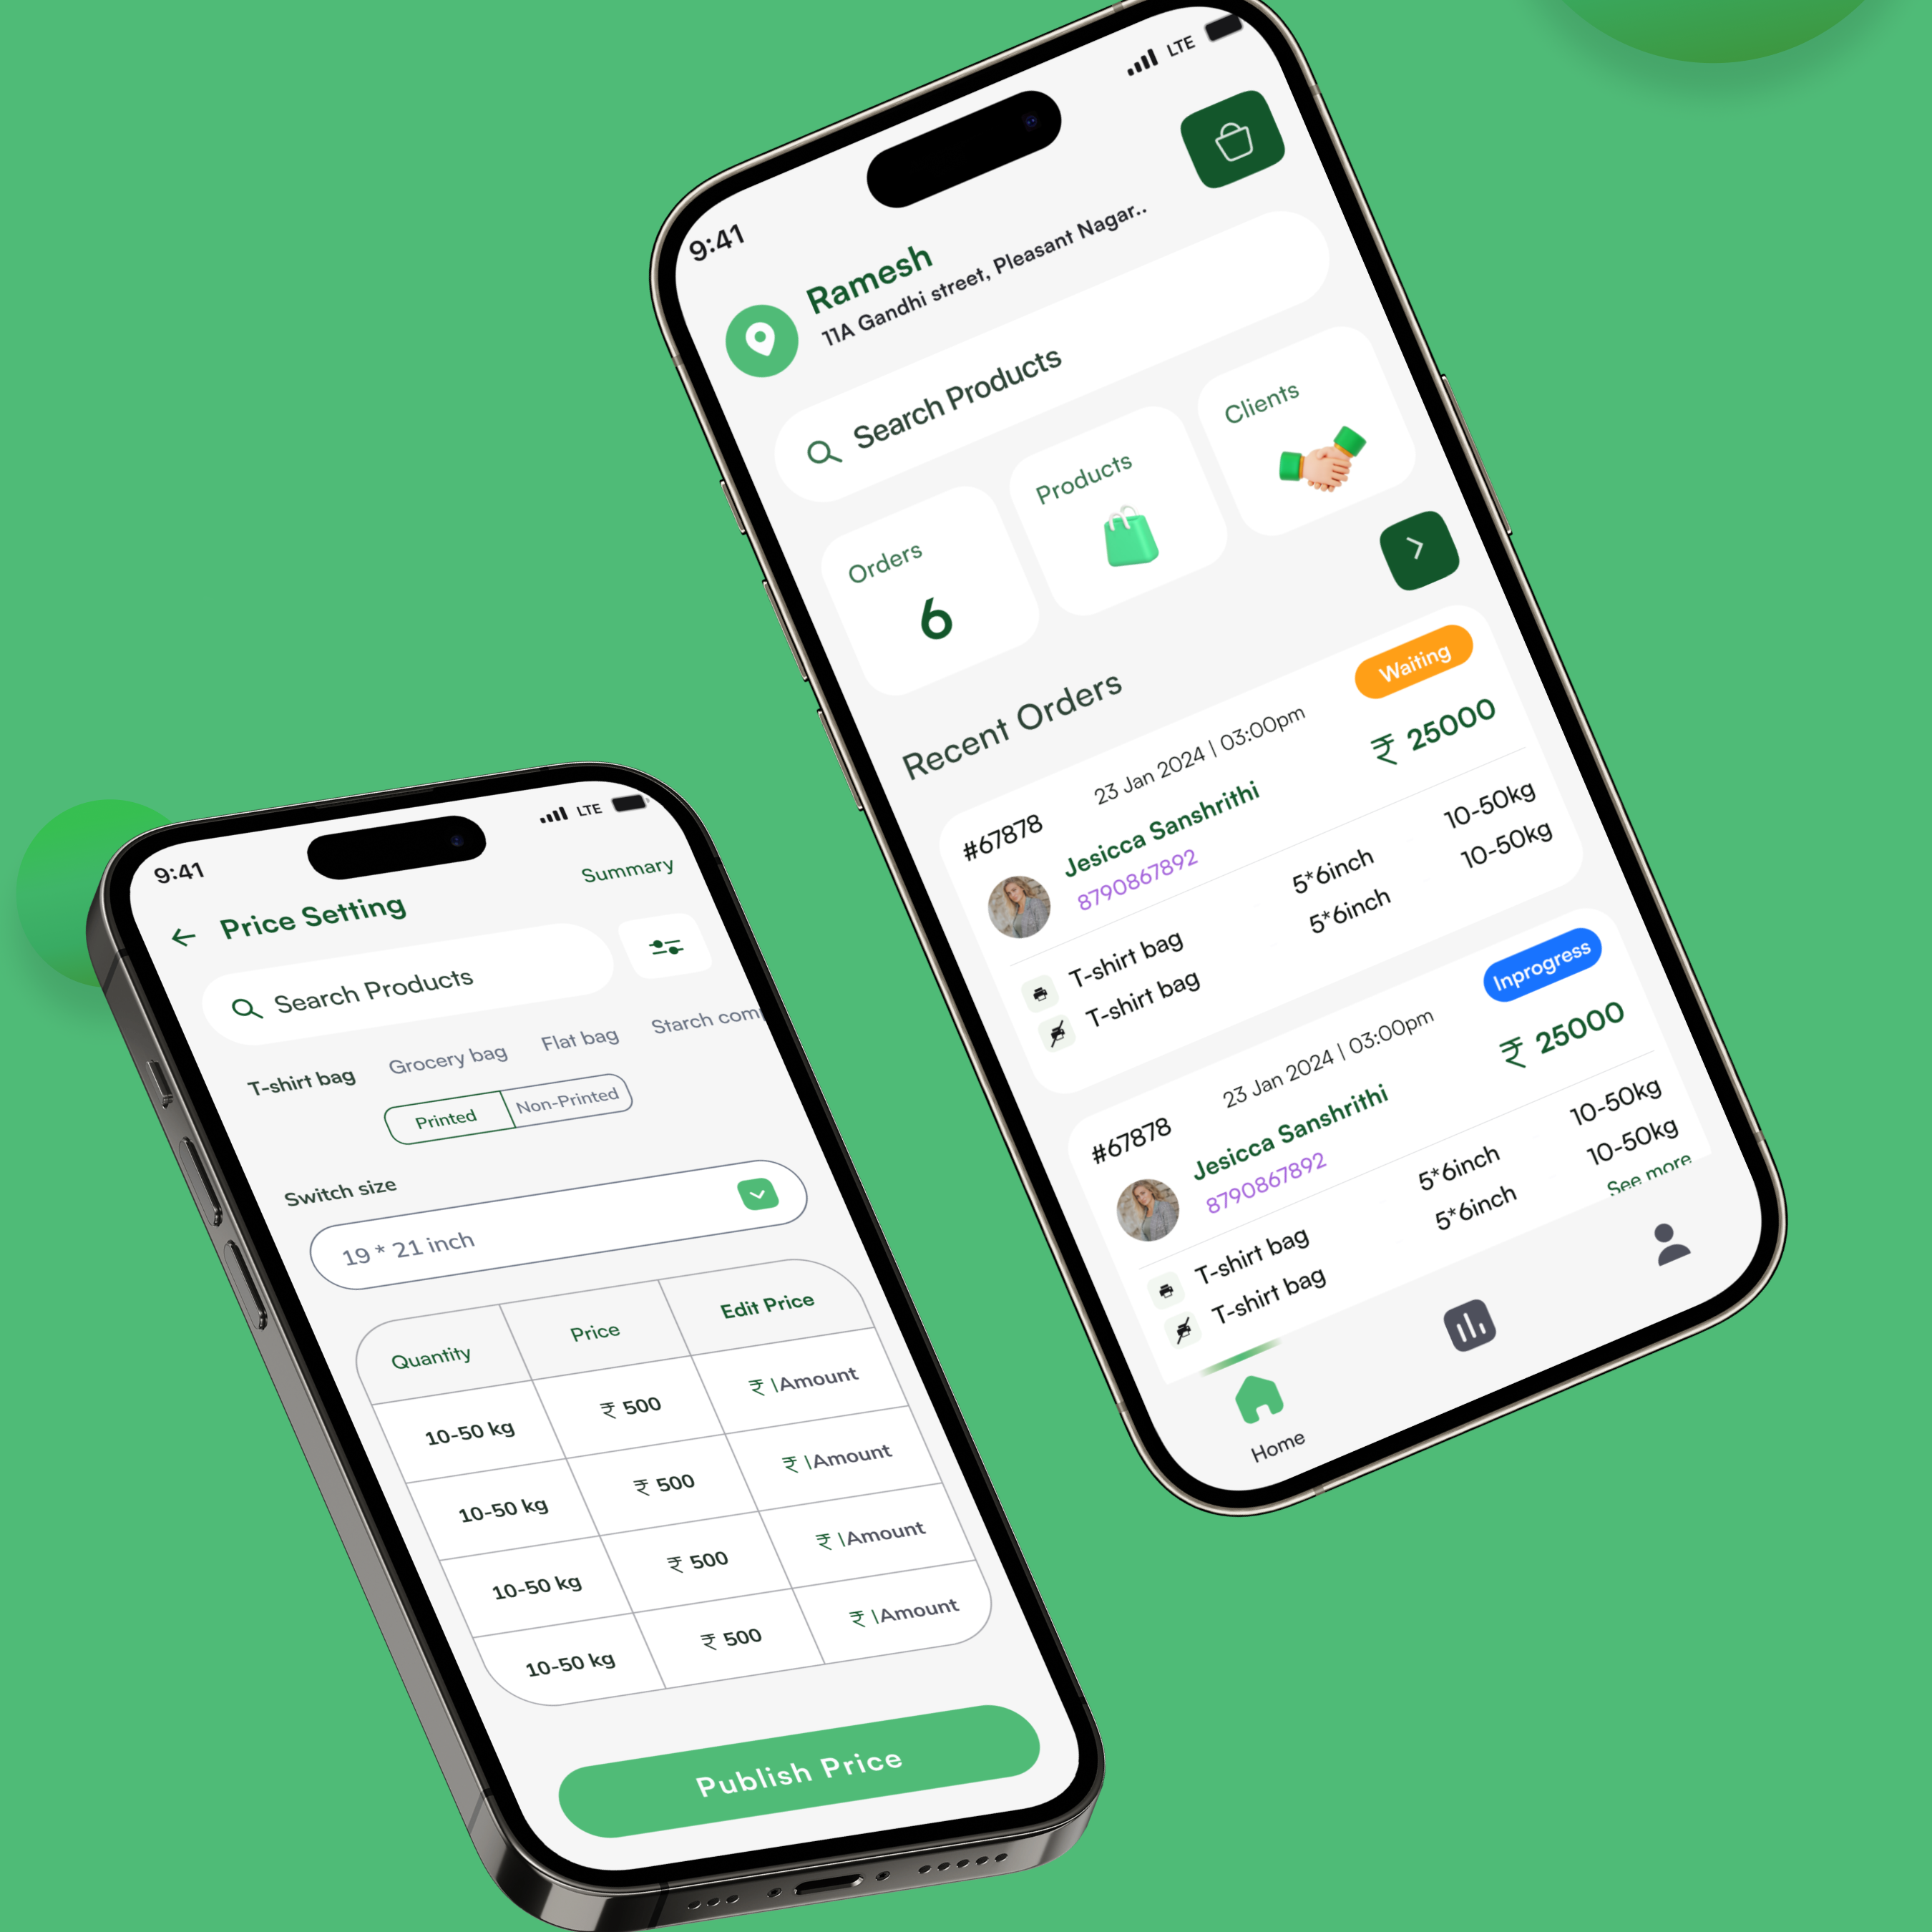 9:41
LTE
Ramesh
11A Gandhi street, Pleasant Nagar..
Search Products
Orders
6
Products
Clients
Recent Orders
Waiting
#67878
23 Jan 2024 | 03:00pm
₹ 25000
Jesicca Sanshrithi
8790867892
T-shirt bag 5*6inch 10-50kg
T-shirt bag 5*6inch 10-50kg
Inprogress
#67878
23 Jan 2024 | 03:00pm
₹ 25000
Jesicca Sanshrithi
8790867892
T-shirt bag 5*6inch 10-50kg
T-shirt bag 5*6inch 10-50kg
See more
Home
9:41
LTE
Price Setting
Summary
Search Products
T-shirt bag Grocery bag Flat bag Starch com
Printed Non-Printed
Switch size
19 * 21 inch
Quantity Price Edit Price
10-50 kg ₹ 500 ₹ |Amount
10-50 kg ₹ 500 ₹ |Amount
10-50 kg ₹ 500 ₹ |Amount
10-50 kg ₹ 500 ₹ |Amount
Publish Price